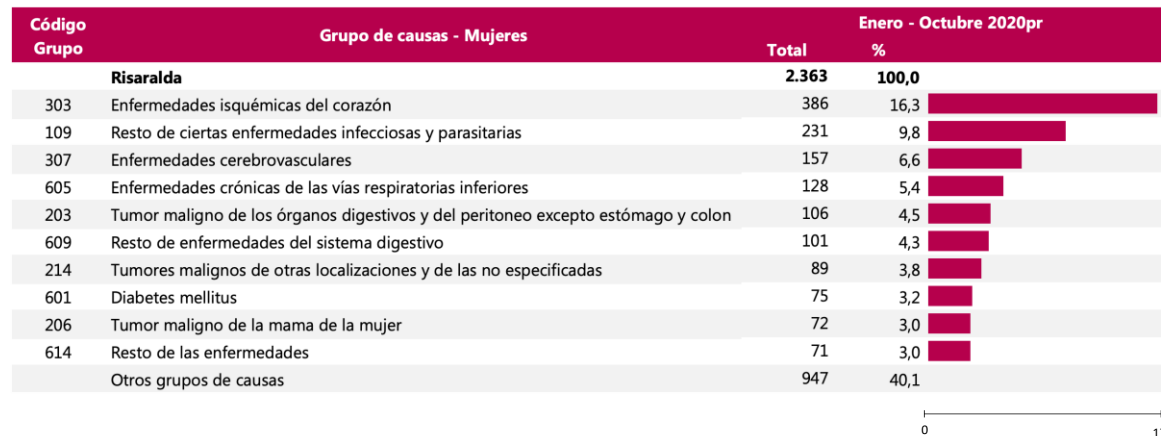 Código Grupo Grupo de causas - Mujeres Enero - Octubre 2020pr
Total %
Risaralda 2.363 100,0
303 Enfermedades isquémicas del corazón 386 16,3
109 Resto de ciertas enfermedades infecciosas y parasitarias 231 9,8
307 Enfermedades cerebrovasculares 157 6,6
605 Enfermedades crónicas de las vías respiratorias inferiores 128 5,4
203 Tumor maligno de los órganos digestivos y del peritoneo excepto estómago y colon 106 4,5
609 Resto de enfermedades del sistema digestivo 101 4,3
214 Tumores malignos de otras localizaciones y de las no especificadas 89 3,8
601 Diabetes mellitus 75 3,2
206 Tumor maligno de la mama de la mujer 72 3,0
614 Resto de las enfermedades 71 3,0
Otros grupos de causas 947 40,1
0